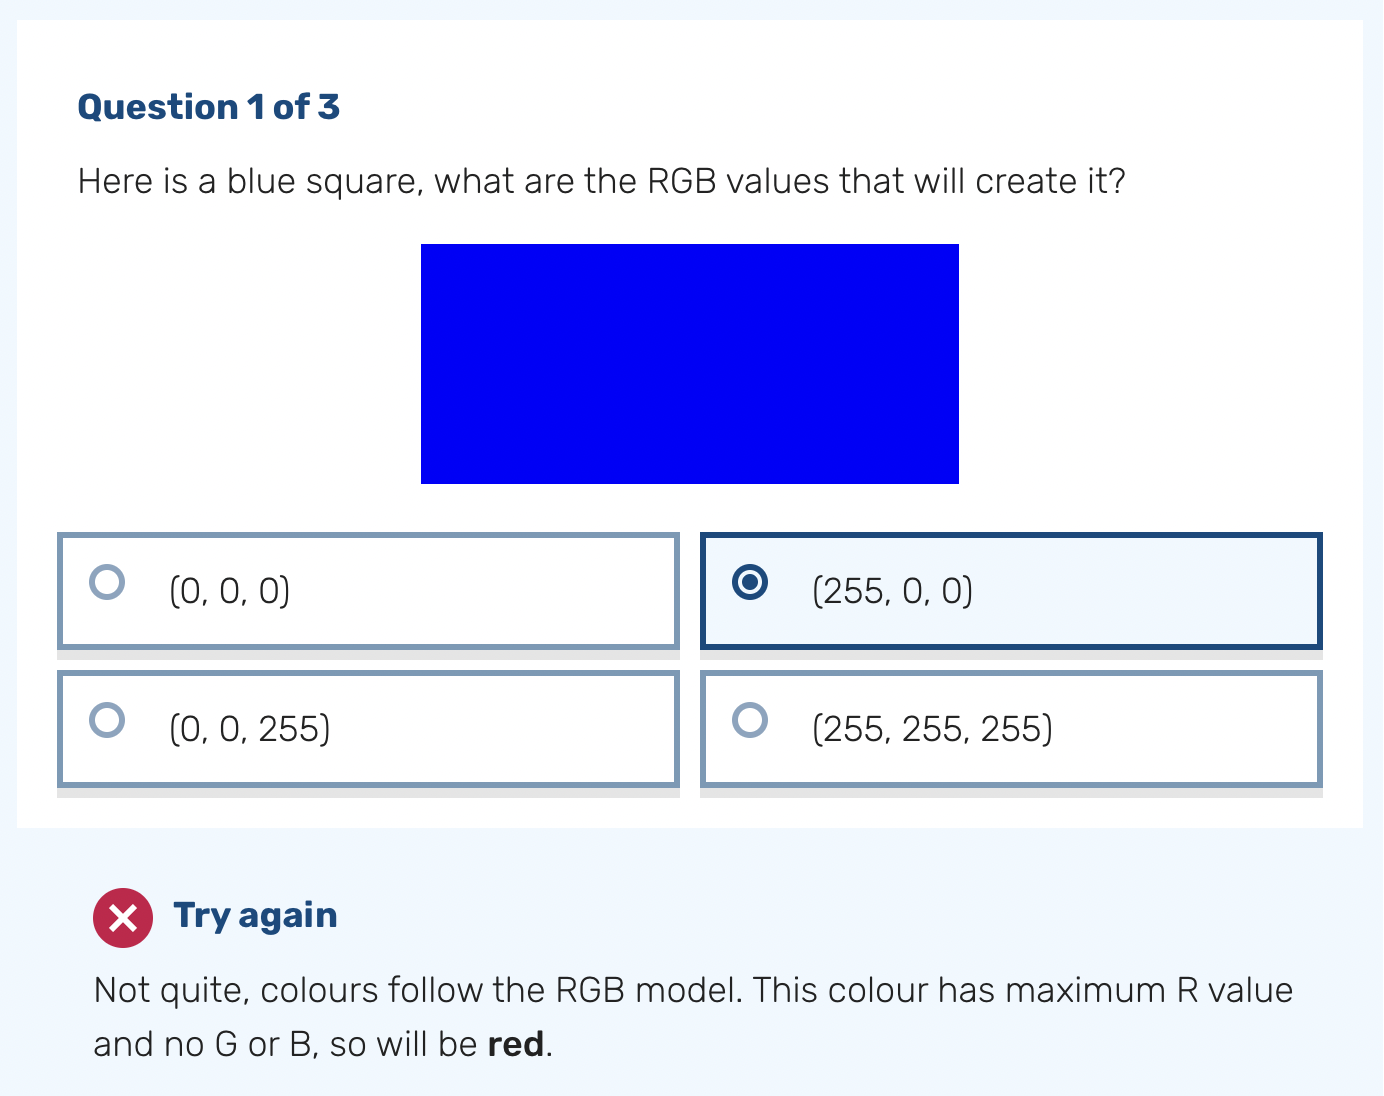 Question 1 of 3
Here is a blue square, what are the RGB values that will create it?
(0, 0, 0)
(255, 0, 0)
(0, 0, 255)
(255, 255, 255)
Try again
Not quite, colours follow the RGB model. This colour has maximum R value
and no G or B, so will be red.